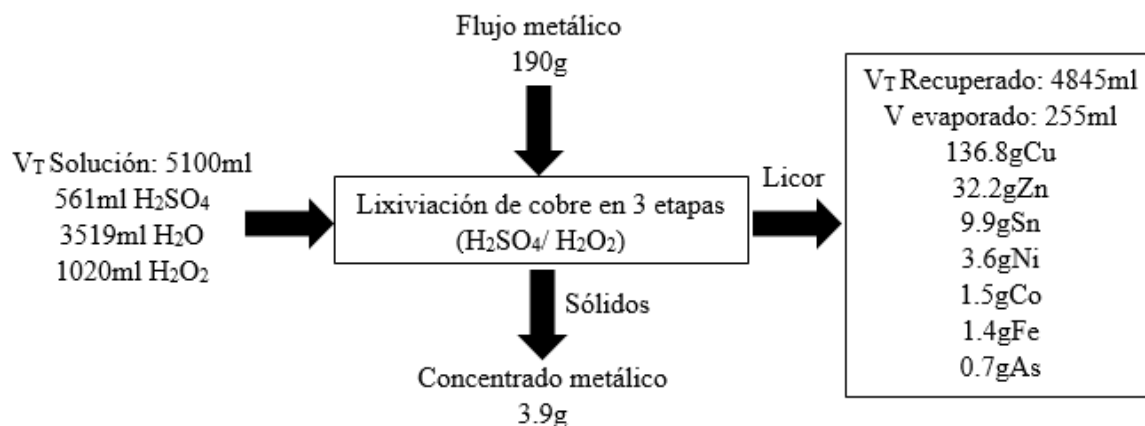 Flujo metálico
190g
V_T Solución: 5100ml
561ml H₂SO₄
3519ml H₂O
1020ml H₂O₂
Lixiviación de cobre en 3 etapas
(H₂SO₄/ H₂O₂)
Licor
V_T Recuperado: 4845ml
V evaporado: 255ml
136.8gCu
32.2gZn
9.9gSn
3.6gNi
1.5gCo
1.4gFe
0.7gAs
Sólidos
Concentrado metálico
3.9g